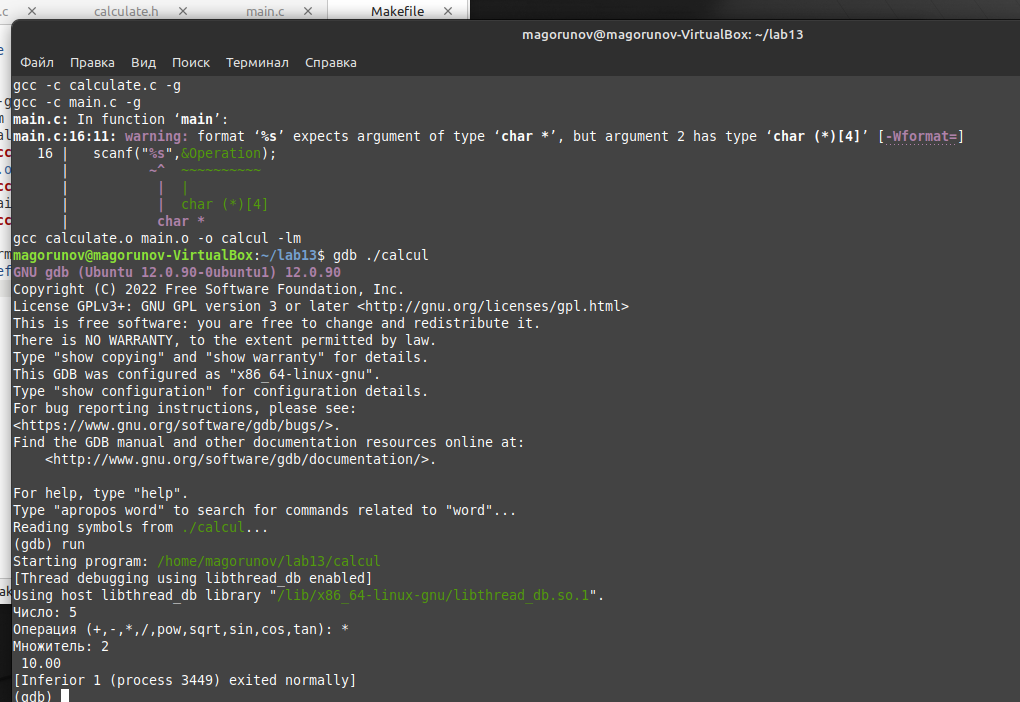 .c
calculate.h
main.c
Makefile
magorunov@magorunov-VirtualBox: ~/lab13
Файл Правка Вид Поиск Терминал Справка
gcc -c calculate.c -g
gcc -c main.c -g
main.c: In function ‘main’:
main.c:16:11: warning: format ‘%s’ expects argument of type ‘char *’, but argument 2 has type ‘char (*)[4]’ [-Wformat=]
   16 |   scanf("%s",&Operation);
      |          ~^  ~~~~~~~~~~
      |           |  |
      |           |  char (*)[4]
      |           char *
gcc calculate.o main.o -o calcul -lm
magorunov@magorunov-VirtualBox:~/lab13$ gdb ./calcul
GNU gdb (Ubuntu 12.0.90-0ubuntu1) 12.0.90
Copyright (C) 2022 Free Software Foundation, Inc.
License GPLv3+: GNU GPL version 3 or later <http://gnu.org/licenses/gpl.html>
This is free software: you are free to change and redistribute it.
There is NO WARRANTY, to the extent permitted by law.
Type "show copying" and "show warranty" for details.
This GDB was configured as "x86_64-linux-gnu".
Type "show configuration" for configuration details.
For bug reporting instructions, please see:
<https://www.gnu.org/software/gdb/bugs/>.
Find the GDB manual and other documentation resources online at:
    <http://www.gnu.org/software/gdb/documentation/>.

For help, type "help".
Type "apropos word" to search for commands related to "word"...
Reading symbols from ./calcul...
(gdb) run
Starting program: /home/magorunov/lab13/calcul
[Thread debugging using libthread_db enabled]
Using host libthread_db library "/lib/x86_64-linux-gnu/libthread_db.so.1".
Число: 5
Операция (+,-,*,/,pow,sqrt,sin,cos,tan): *
Множитель: 2
 10.00
[Inferior 1 (process 3449) exited normally]
(gdb)